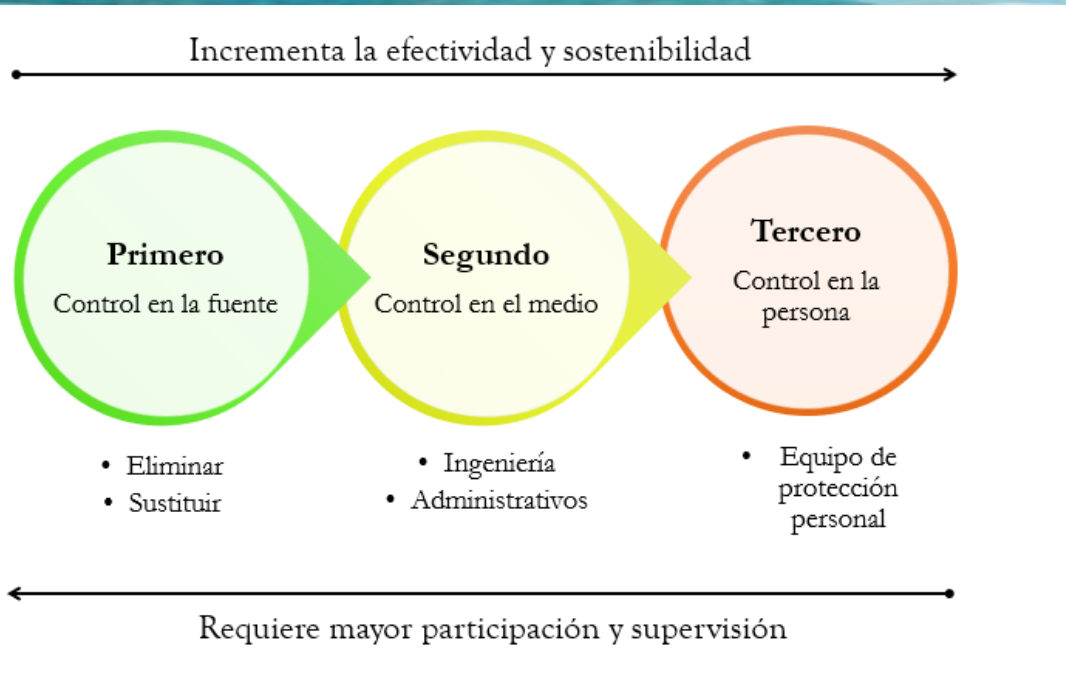 Incrementa la efectividad y sostenibilidad
Primero
Control en la fuente
• Eliminar
• Sustituir
Segundo
Control en el medio
• Ingeniería
• Administrativos
Tercero
Control en la
persona
• Equipo de
protección
personal
Requiere mayor participación y supervisión